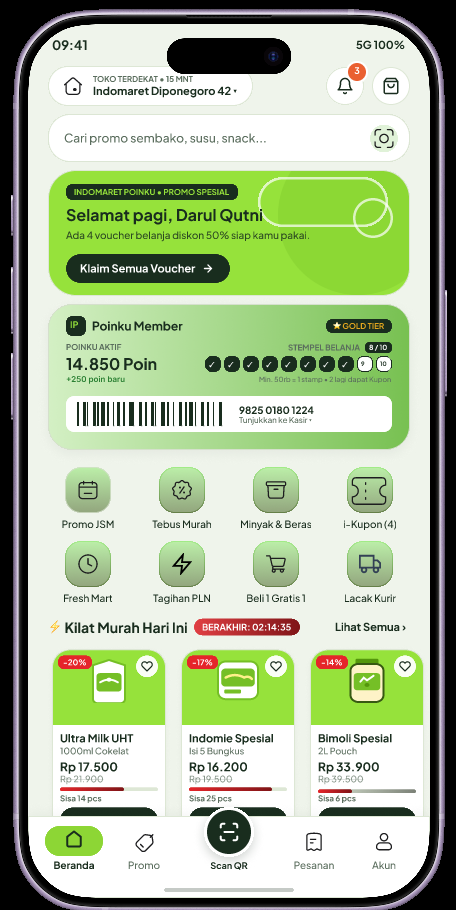 09:41
5G 100%
TOKO TERDEKAT • 15 MNT
Indomaret Diponegoro 42
3
Cari promo sembako, susu, snack...
INDOMARET POINKU • PROMO SPESIAL
Selamat pagi, Darul Qutni
Ada 4 voucher belanja diskon 50% siap kamu pakai.
Klaim Semua Voucher →
IP Poinku Member
⭐ GOLD TIER
POINKU AKTIF
STEMPEL BELANJA 8 / 10
14.850 Poin
✓ ✓ ✓ ✓ ✓ ✓ ✓ ✓ 9 10
+250 poin baru
Min. 50rb = 1 stamp • 2 lagi dapat Kupon
9825 0180 1224
Tunjukkan ke Kasir
Promo JSM
Tebus Murah
Minyak & Beras
i-Kupon (4)
Fresh Mart
Tagihan PLN
Beli 1 Gratis 1
Lacak Kurir
⚡ Kilat Murah Hari Ini
BERAKHIR: 02:14:35
Lihat Semua ›
-20%
Ultra Milk UHT
1000ml Cokelat
Rp 17.500
Rp 21.900
Sisa 14 pcs
-17%
Indomie Spesial
Isi 5 Bungkus
Rp 16.200
Rp 19.500
Sisa 25 pcs
-14%
Bimoli Spesial
2L Pouch
Rp 33.900
Rp 39.500
Sisa 6 pcs
Beranda
Promo
Scan QR
Pesanan
Akun